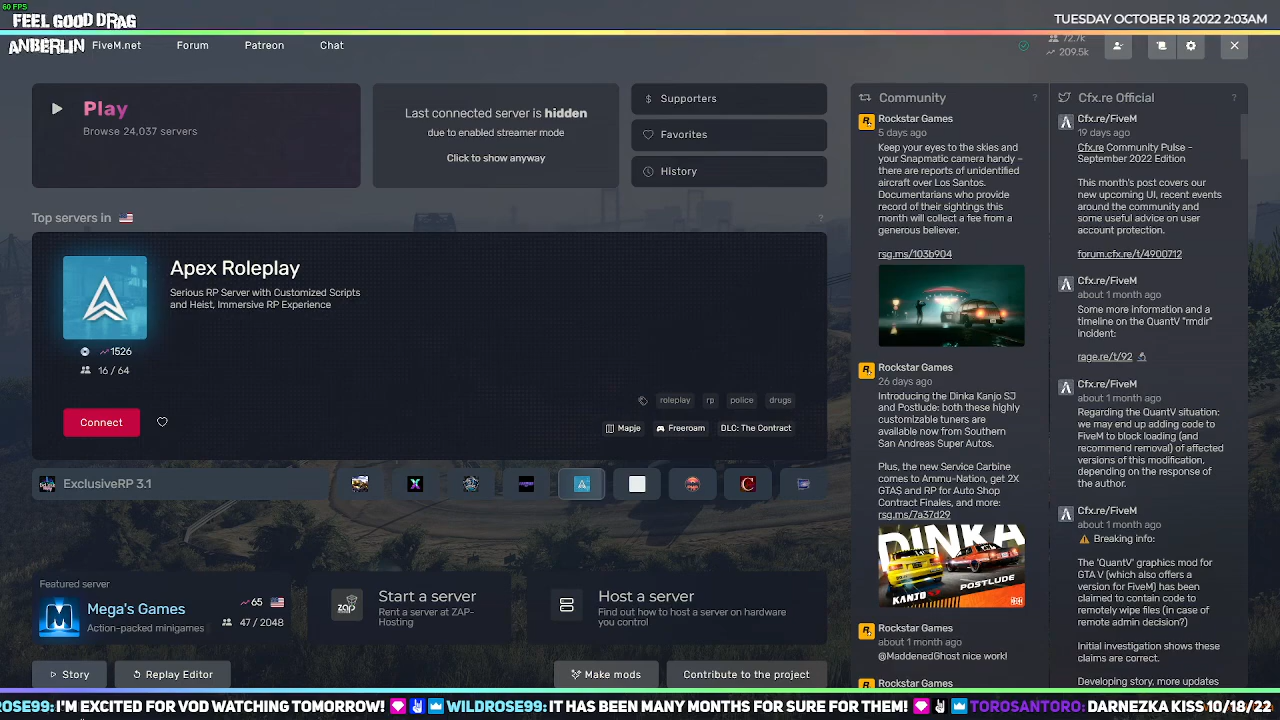 60 FPS
FEEL GOOD DRAG
ANBERLIN
TUESDAY OCTOBER 18 2022 2:03AM
FiveM.net
Forum
Patreon
Chat
72.7k
209.5k
Play
Browse 24,037 servers
Last connected server is hidden
due to enabled streamer mode
Click to show anyway
Supporters
Favorites
History
Top servers in
?
Apex Roleplay
Serious RP Server with Customized Scripts
and Heist, Immersive RP Experience
1526
16 / 64
roleplay
rp
police
drugs
Connect
Mapje
Freeroam
DLC: The Contract
ExclusiveRP 3.1
Featured server
Mega's Games
Action-packed minigames
65
47 / 2048
ZAP
Start a server
Rent a server at ZAP-
Hosting
Host a server
Find out how to host a server on hardware
you control
Story
Replay Editor
Make mods
Contribute to the project
Community
?
Rockstar Games
5 days ago
Keep your eyes to the skies and
your Snapmatic camera handy –
there are reports of unidentified
aircraft over Los Santos.
Documentarians who provide
record of their sightings this
month will collect a fee from a
generous believer.
rsg.ms/103b904
Rockstar Games
26 days ago
Introducing the Dinka Kanjo SJ
and Postlude: both these highly
customizable tuners are
available now from Southern
San Andreas Super Autos.
Plus, the new Service Carbine
comes to Ammu-Nation, get 2X
GTA$ and RP for Auto Shop
Contract Finales, and more:
rsg.ms/7a37d29
DINKA
KANJO SJ
POSTLUDE
Rockstar Games
about 1 month ago
@MaddenedGhost nice work!
Rockstar Games
Cfx.re Official
?
Cfx.re/FiveM
19 days ago
Cfx.re Community Pulse –
September 2022 Edition
This month's post covers our
new upcoming UI, recent events
around the community and
some useful advice on user
account protection.
forum.cfx.re/t/4900712
Cfx.re/FiveM
about 1 month ago
Some more information and a
timeline on the QuantV "rmdir"
incident:
rage.re/t/92
Cfx.re/FiveM
about 1 month ago
Regarding the QuantV situation:
we may end up adding code to
FiveM to block loading (and
recommend removal) of affected
versions of this modification,
depending on the response of
the author.
Cfx.re/FiveM
about 1 month ago
Breaking info:
The 'QuantV' graphics mod for
GTA V (which also offers a
version for FiveM) has been
claimed to contain code to
remotely wipe files (in case of
remote admin decision?)
Initial investigation shows these
claims are correct.
Developing story, more updates
ROSE99: I'M EXCITED FOR VOD WATCHING TOMORROW! WILDROSE99: IT HAS BEEN MANY MONTHS FOR SURE FOR THEM! TOROSANTORO: DARNEZKA KISS 10/18/22